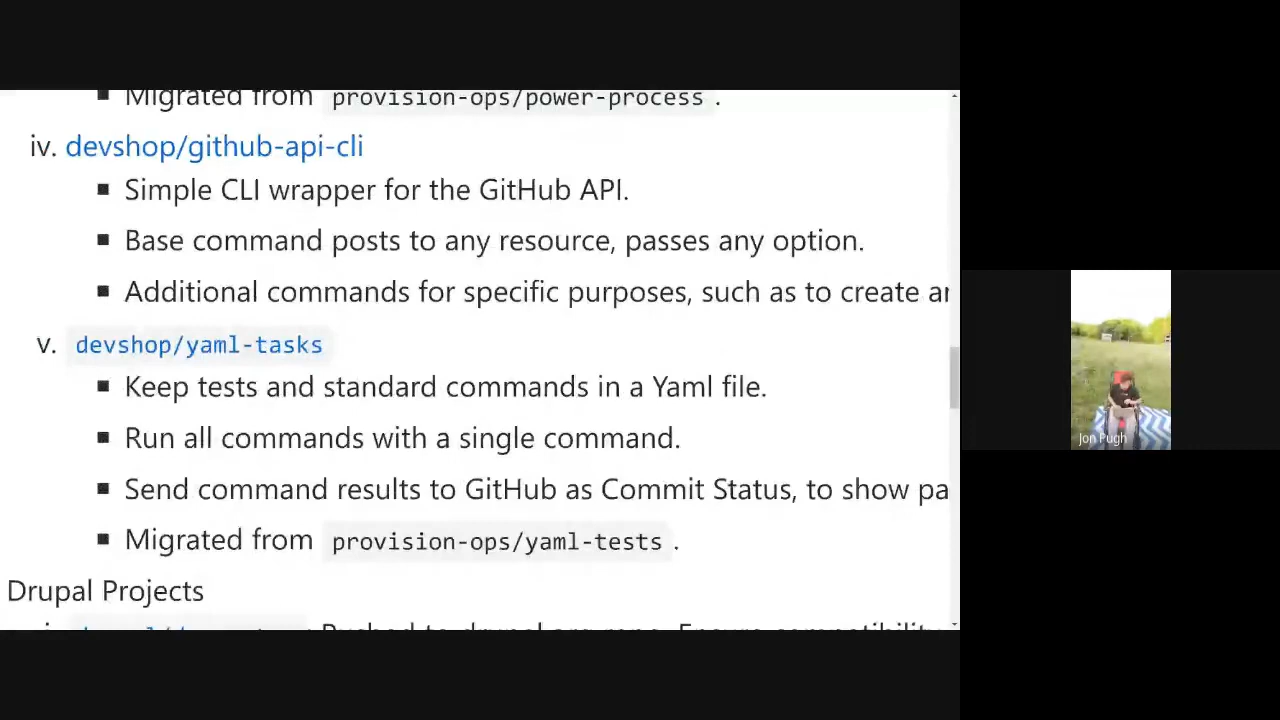 Migrated from provision-ops/power-process .
iv. devshop/github-api-cli
Simple CLI wrapper for the GitHub API.
Base command posts to any resource, passes any option.
Additional commands for specific purposes, such as to create
v. devshop/yaml-tasks
Keep tests and standard commands in a Yaml file.
Run all commands with a single command.
Send command results to GitHub as Commit Status, to show
Migrated from provision-ops/yaml-tests .
Drupal Projects
Jon Pugh